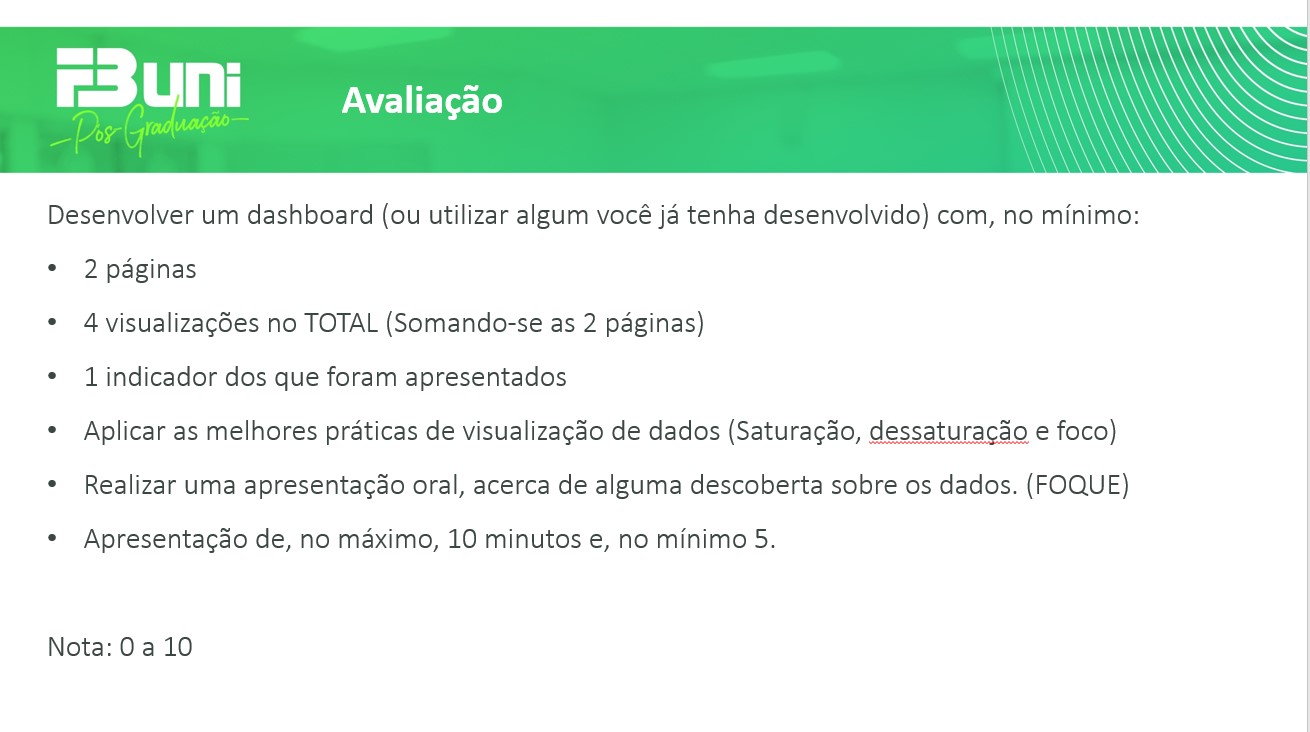 FB UNI
Pós-Graduação
Avaliação
Desenvolver um dashboard (ou utilizar algum você já tenha desenvolvido) com, no mínimo:
• 2 páginas
• 4 visualizações no TOTAL (Somando-se as 2 páginas)
• 1 indicador dos que foram apresentados
• Aplicar as melhores práticas de visualização de dados (Saturação, dessaturação e foco)
• Realizar uma apresentação oral, acerca de alguma descoberta sobre os dados. (FOQUE)
• Apresentação de, no máximo, 10 minutos e, no mínimo 5.
Nota: 0 a 10